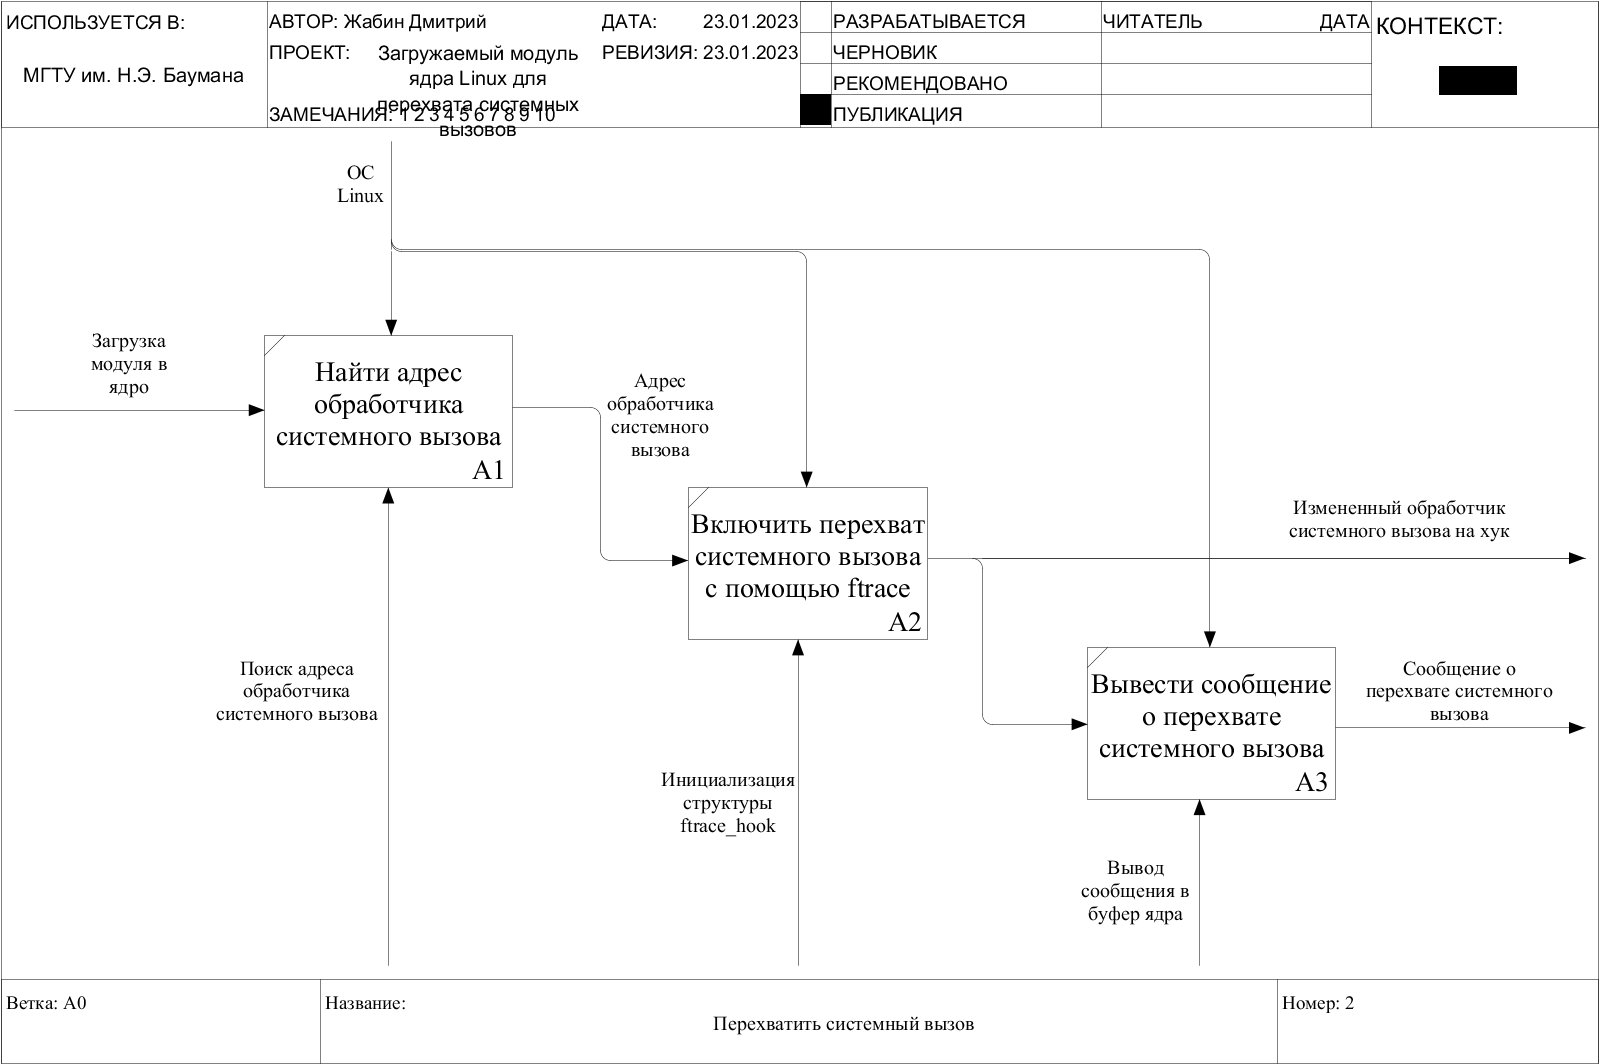 ИСПОЛЬЗУЕТСЯ В:
МГТУ им. Н.Э. Баумана
АВТОР: Жабин Дмитрий
ДАТА: 23.01.2023
ПРОЕКТ: Загружаемый модуль
ядра Linux для
перехвата системных
вызовов
РЕВИЗИЯ: 23.01.2023
ЗАМЕЧАНИЯ: 1 2 3 4 5 6 7 8 9 10
РАЗРАБАТЫВАЕТСЯ
ЧЕРНОВИК
РЕКОМЕНДОВАНО
ПУБЛИКАЦИЯ
ЧИТАТЕЛЬ
ДАТА
КОНТЕКСТ:
ОС
Linux
Загрузка
модуля в
ядро
Найти адрес
обработчика
системного вызова
A1
Адрес
обработчика
системного
вызова
Включить перехват
системного вызова
с помощью ftrace
A2
Измененный обработчик
системного вызова на хук
Поиск адреса
обработчика
системного вызова
Вывести сообщение
о перехвате
системного вызова
A3
Сообщение о
перехвате системного
вызова
Инициализация
структуры
ftrace_hook
Вывод
сообщения в
буфер ядра
Ветка: A0
Название:
Перехватить системный вызов
Номер: 2